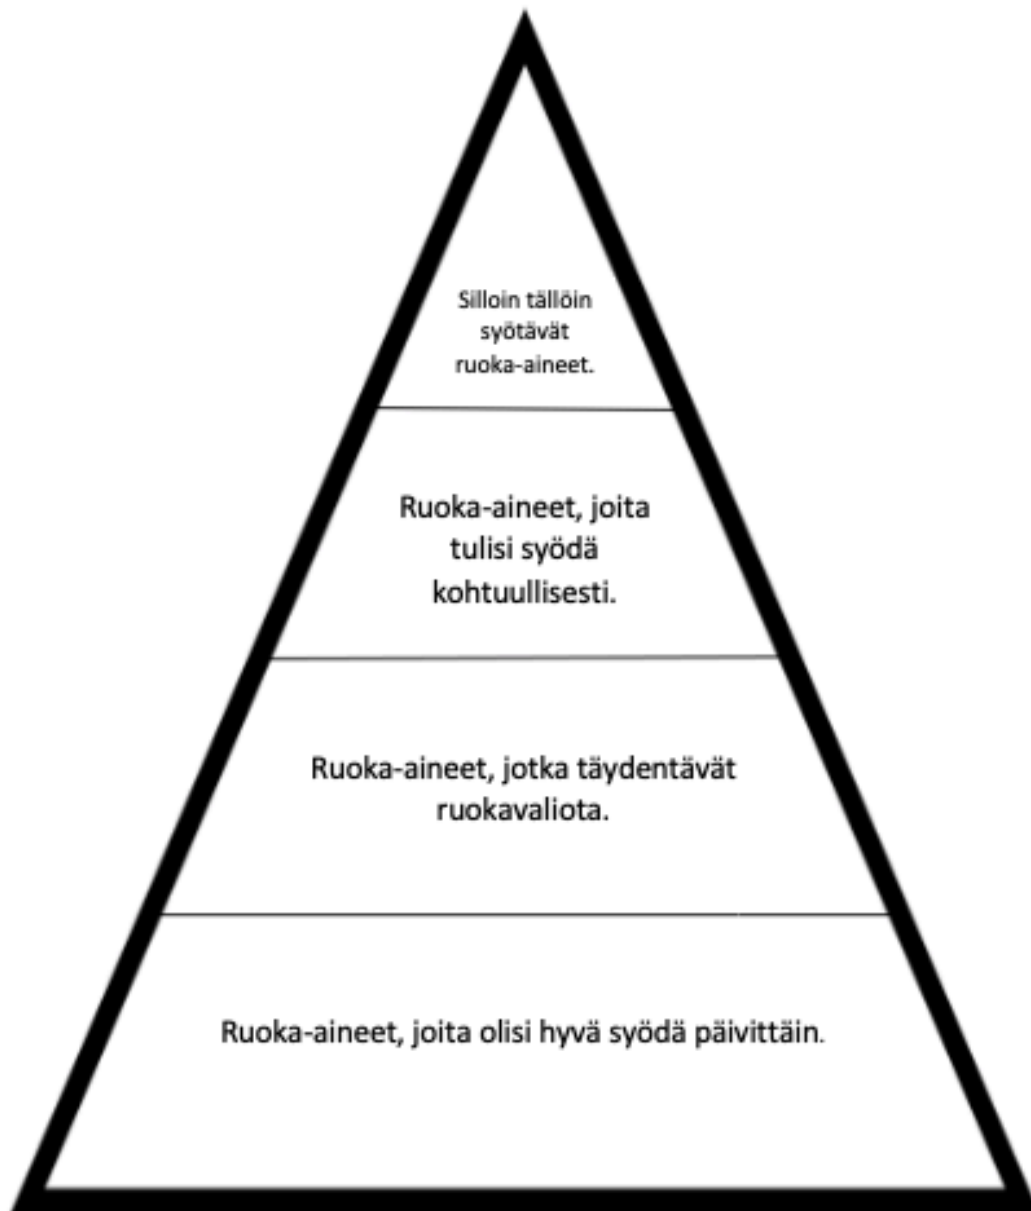 Silloin tällöin
syötävät
ruoka-aineet.
Ruoka-aineet, joita
tulisi syödä
kohtuullisesti.
Ruoka-aineet, jotka täydentävät
ruokavaliota.
Ruoka-aineet, joita olisi hyvä syödä päivittäin.